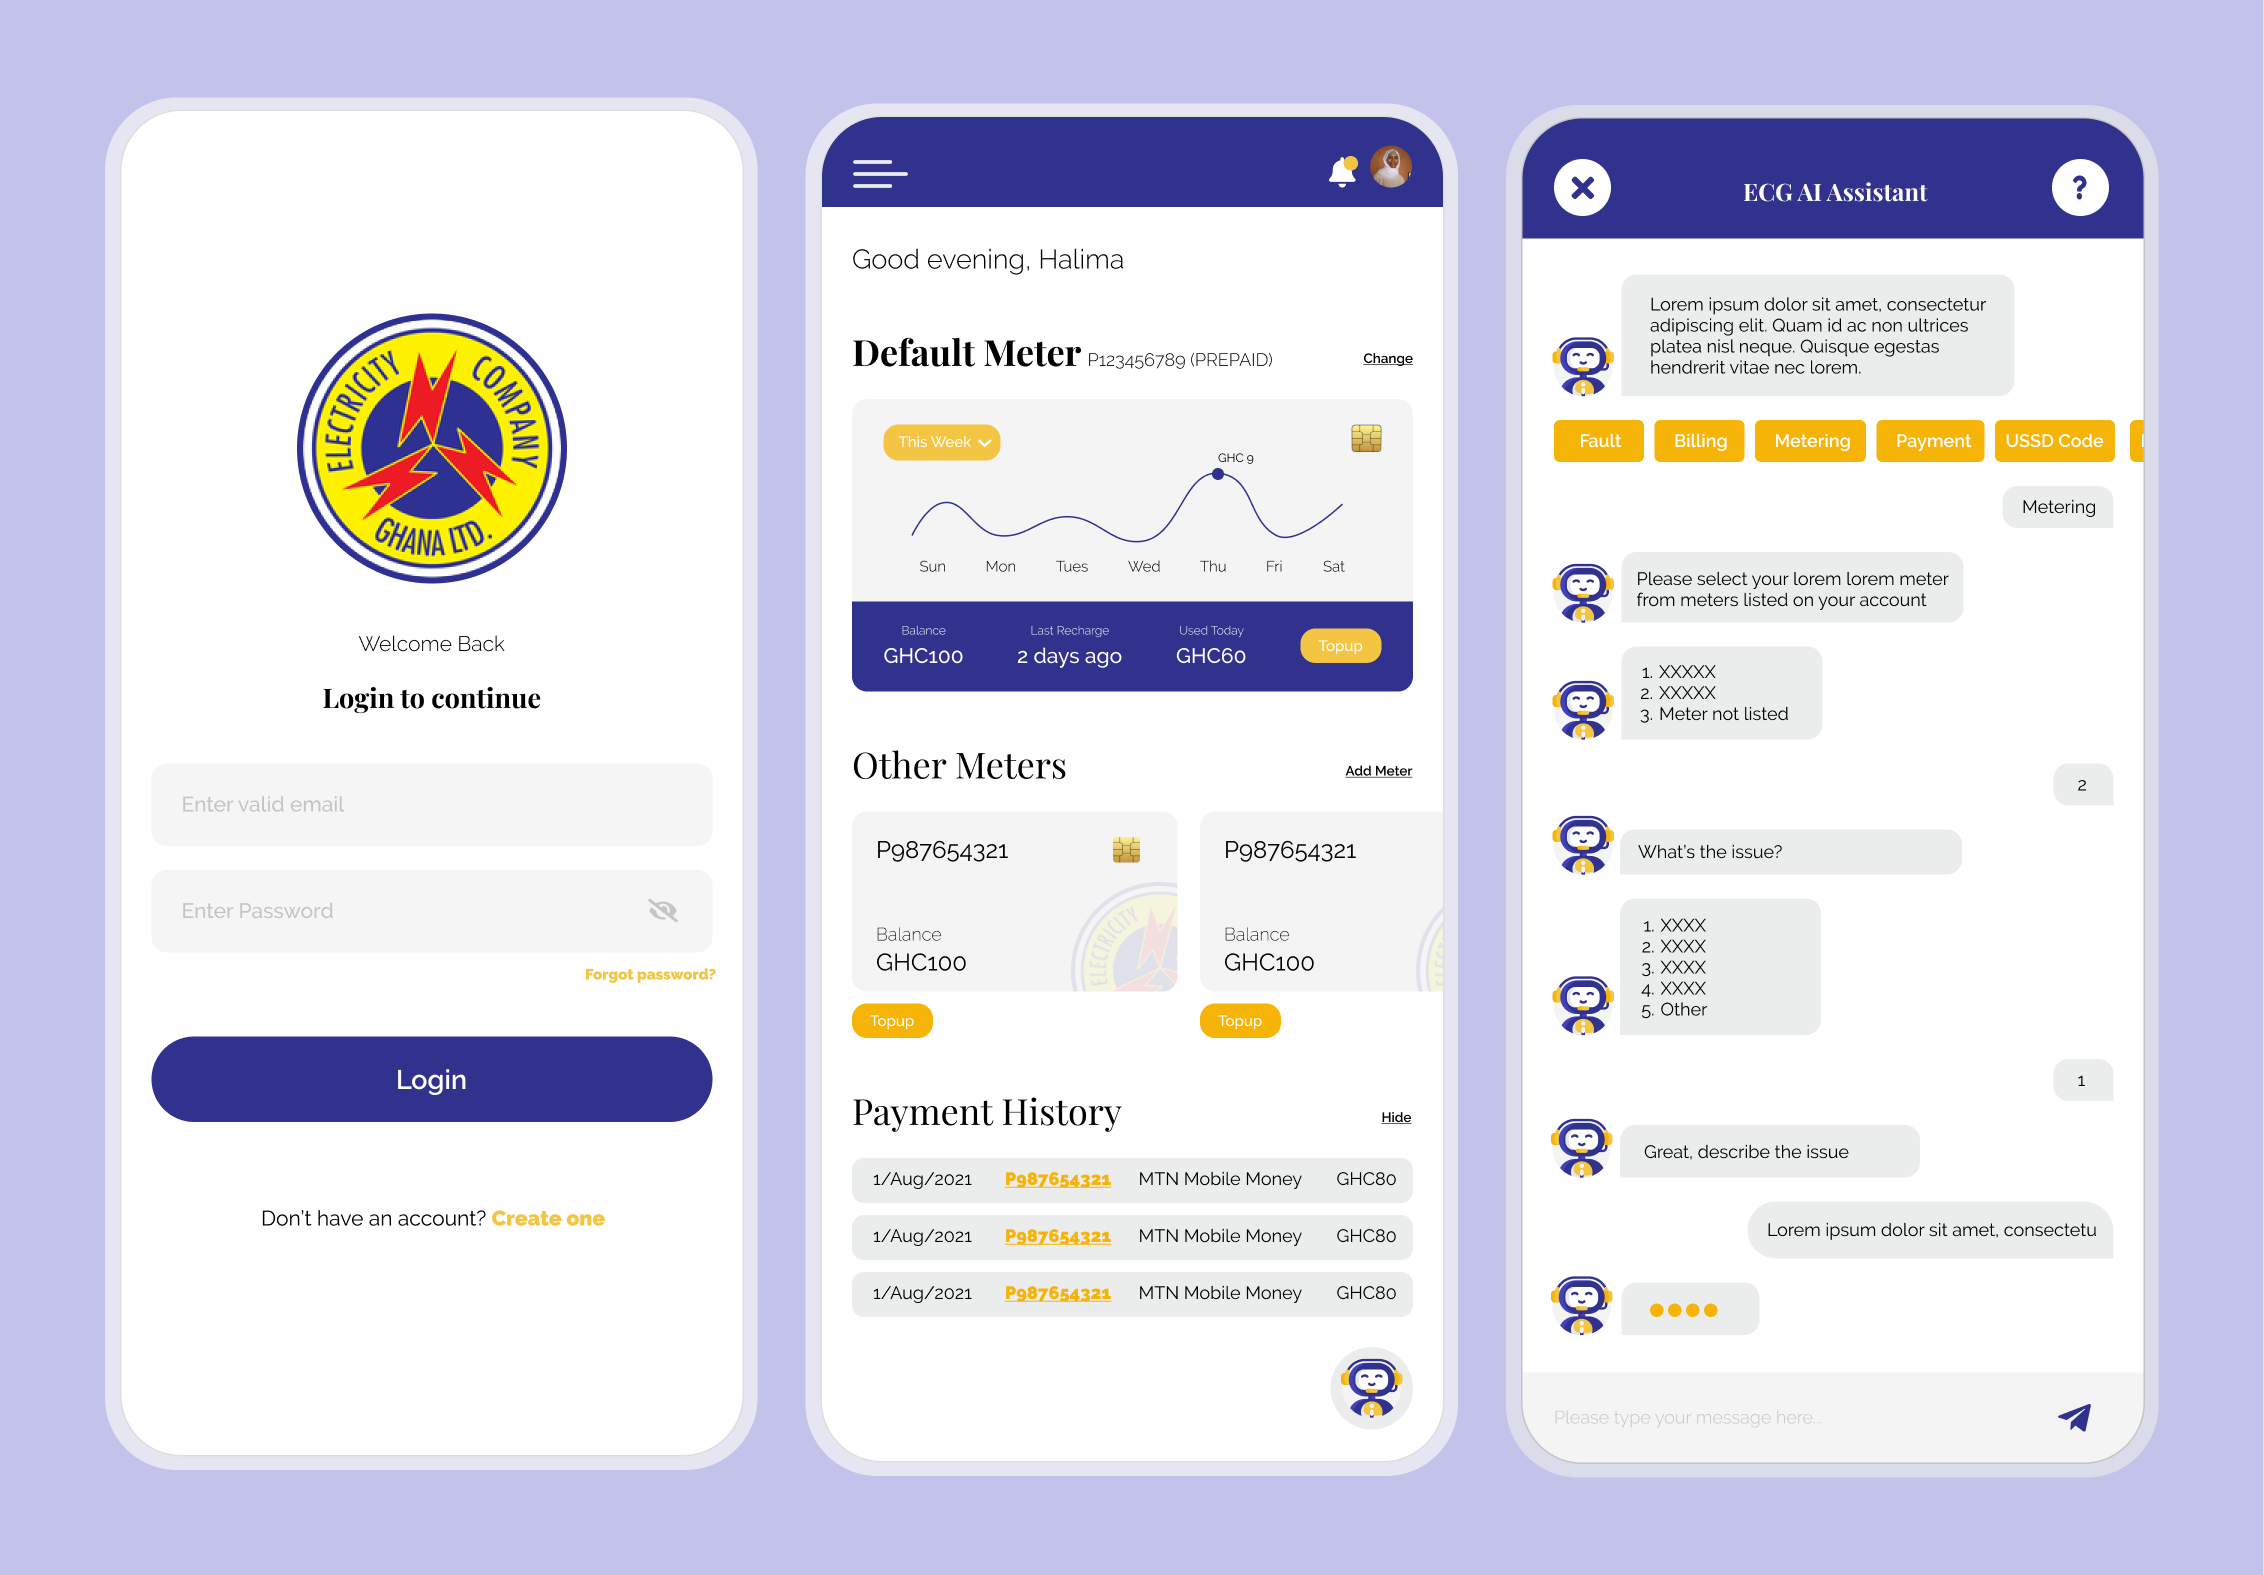 ELECTRICITY COMPANY
GHANA LTD.
Welcome Back
Login to continue
Enter valid email
Enter Password
Forgot password?
Login
Don't have an account? Create one
Good evening, Halima
Default Meter P123456789 (PREPAID) Change
This Week
GHC 9
Sun Mon Tues Wed Thu Fri Sat
Balance Last Recharge Used Today
GHC100 2 days ago GHC60 Topup
Other Meters Add Meter
P987654321 P987654321
ELECTRICITY
Balance Balance
GHC100 GHC100
Topup Topup
Payment History Hide
1/Aug/2021 P987654321 MTN Mobile Money GHC80
1/Aug/2021 P987654321 MTN Mobile Money GHC80
1/Aug/2021 P987654321 MTN Mobile Money GHC80
ECG AI Assistant ?
Lorem ipsum dolor sit amet, consectetur
adipiscing elit. Quam id ac non ultrices
platea nisl neque. Quisque egestas
hendrerit vitae nec lorem.
Fault Billing Metering Payment USSD Code
Metering
Please select your lorem lorem meter
from meters listed on your account
1. XXXXX
2. XXXXX
3. Meter not listed
2
What's the issue?
1. XXXX
2. XXXX
3. XXXX
4. XXXX
5. Other
1
Great, describe the issue
Lorem ipsum dolor sit amet, consectetu
Please type your message here...